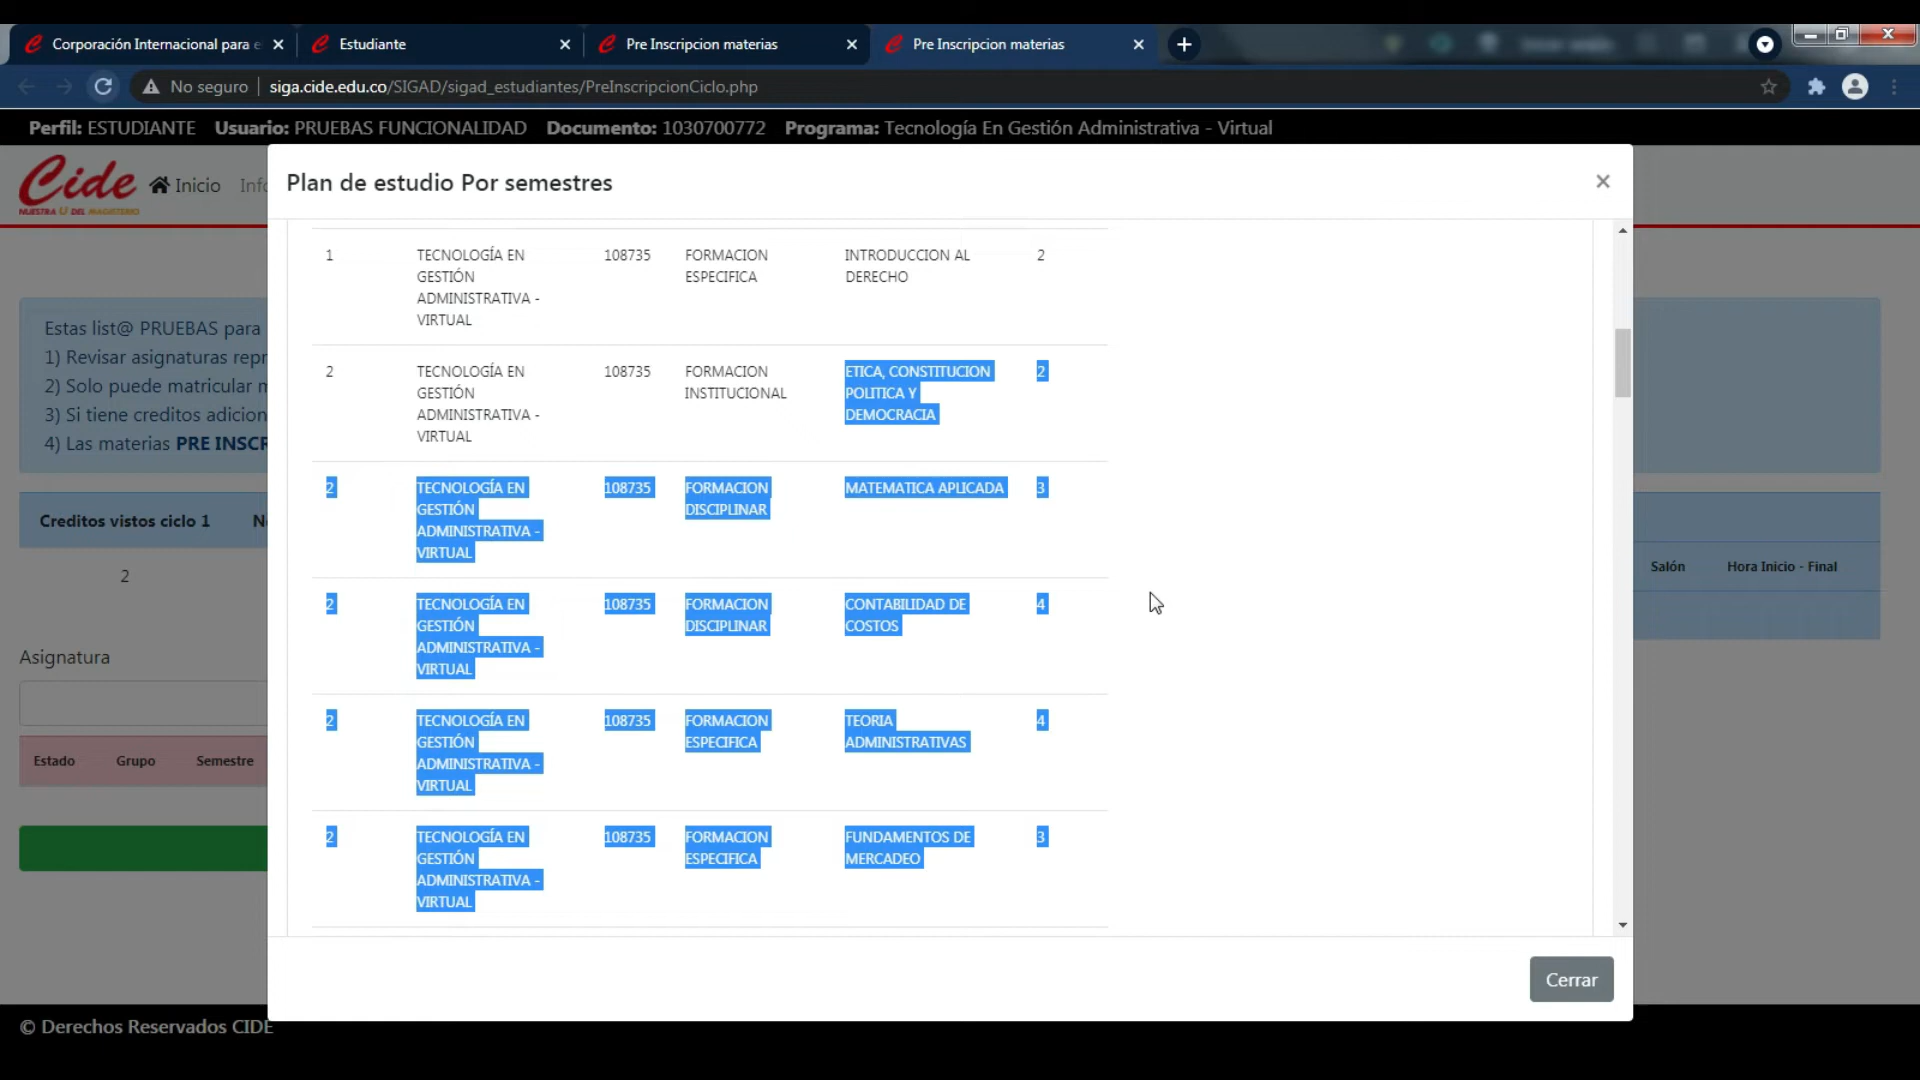 Corporación Internacional para e
Estudiante
Pre Inscripcion materias
Pre Inscripcion materias
No seguro
siga.cide.edu.co/SIGAD/sigad_estudiantes/PreInscripcionCiclo.php
Perfil: ESTUDIANTE Usuario: PRUEBAS FUNCIONALIDAD Documento: 1030700772 Programa: Tecnología En Gestión Administrativa - Virtual
Cide
NUESTRA U DEL MAGISTERIO
Inicio
Info
Plan de estudio Por semestres
×
1 TECNOLOGÍA EN 108735 FORMACION INTRODUCCION AL 2
GESTIÓN ESPECIFICA DERECHO
ADMINISTRATIVA -
VIRTUAL
2 TECNOLOGÍA EN 108735 FORMACION ETICA, CONSTITUCION 2
GESTIÓN INSTITUCIONAL POLITICA Y
ADMINISTRATIVA - DEMOCRACIA
VIRTUAL
2 TECNOLOGÍA EN 108735 FORMACION MATEMATICA APLICADA 3
GESTIÓN DISCIPLINAR
ADMINISTRATIVA -
VIRTUAL
2 TECNOLOGÍA EN 108735 FORMACION CONTABILIDAD DE 4
GESTIÓN DISCIPLINAR COSTOS
ADMINISTRATIVA -
VIRTUAL
2 TECNOLOGÍA EN 108735 FORMACION TEORIA 4
GESTIÓN ESPECIFICA ADMINISTRATIVAS
ADMINISTRATIVA -
VIRTUAL
2 TECNOLOGÍA EN 108735 FORMACION FUNDAMENTOS DE 3
GESTIÓN ESPECIFICA MERCADEO
ADMINISTRATIVA -
VIRTUAL
Cerrar
Estas list@ PRUEBAS para
1) Revisar asignaturas repr
2) Solo puede matricular m
3) Si tiene creditos adicion
4) Las materias PRE INSCR
Creditos vistos ciclo 1
2
Salón Hora Inicio - Final
Asignatura
Estado Grupo Semestre
© Derechos Reservados CIDE